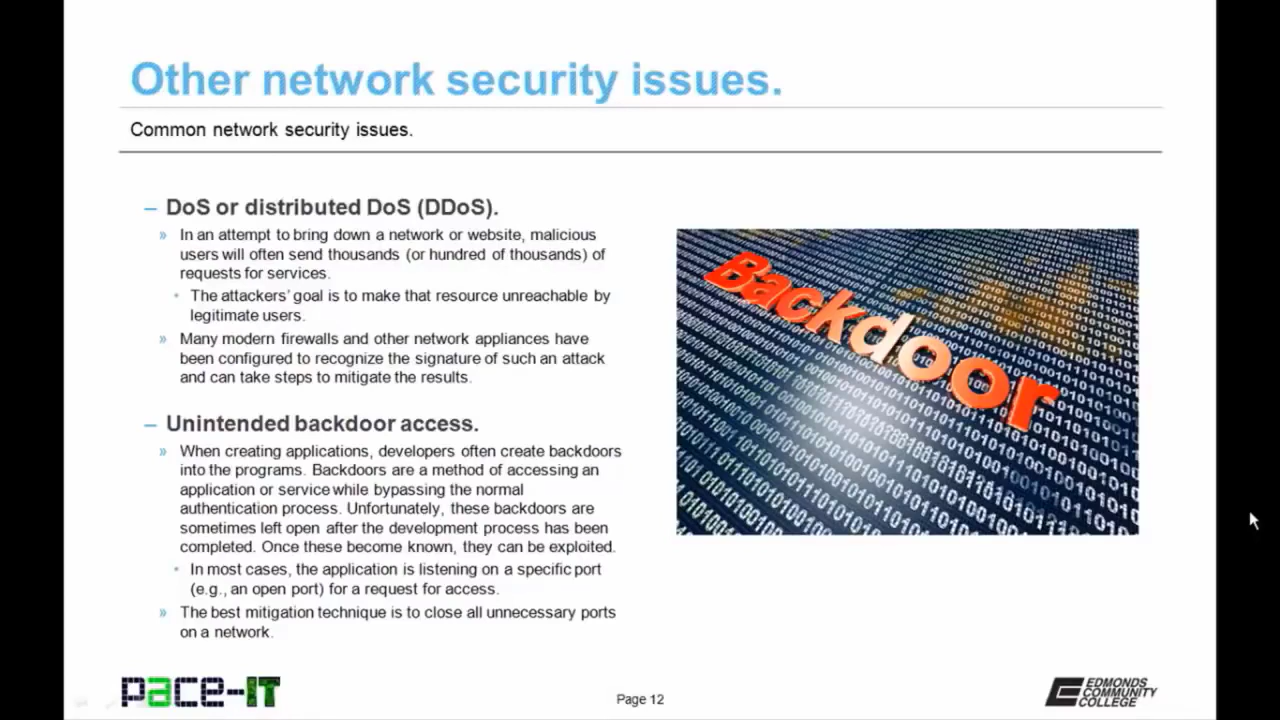 Other network security issues.
Common network security issues.
– DoS or distributed DoS (DDoS).
» In an attempt to bring down a network or website, malicious
users will often send thousands (or hundred of thousands) of
requests for services.
• The attackers' goal is to make that resource unreachable by
legitimate users.
» Many modern firewalls and other network appliances have
been configured to recognize the signature of such an attack
and can take steps to mitigate the results.
– Unintended backdoor access.
» When creating applications, developers often create backdoors
into the programs. Backdoors are a method of accessing an
application or service while bypassing the normal
authentication process. Unfortunately, these backdoors are
sometimes left open after the development process has been
completed. Once these become known, they can be exploited.
• In most cases, the application is listening on a specific port
(e.g., an open port) for a request for access.
» The best mitigation technique is to close all unnecessary ports
on a network.
Backdoor
pace-IT
Page 12
EDMONDS
COMMUNITY
COLLEGE